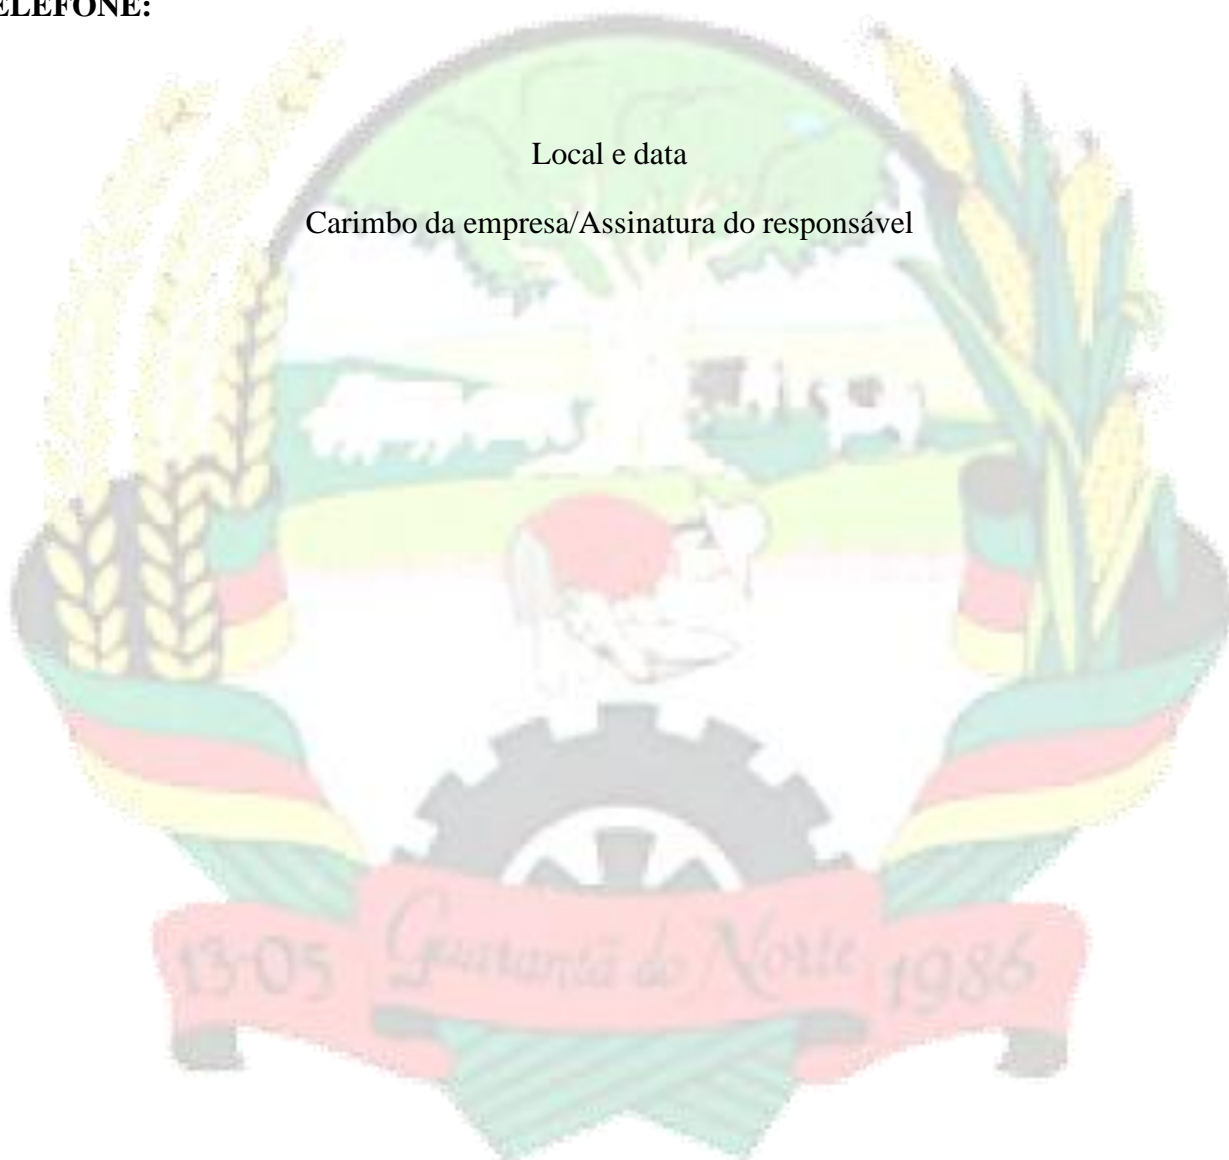 ELEFONE:
Local e data
Carimbo da empresa/Assinatura do responsável
13-05 Guarantã do Norte 1986